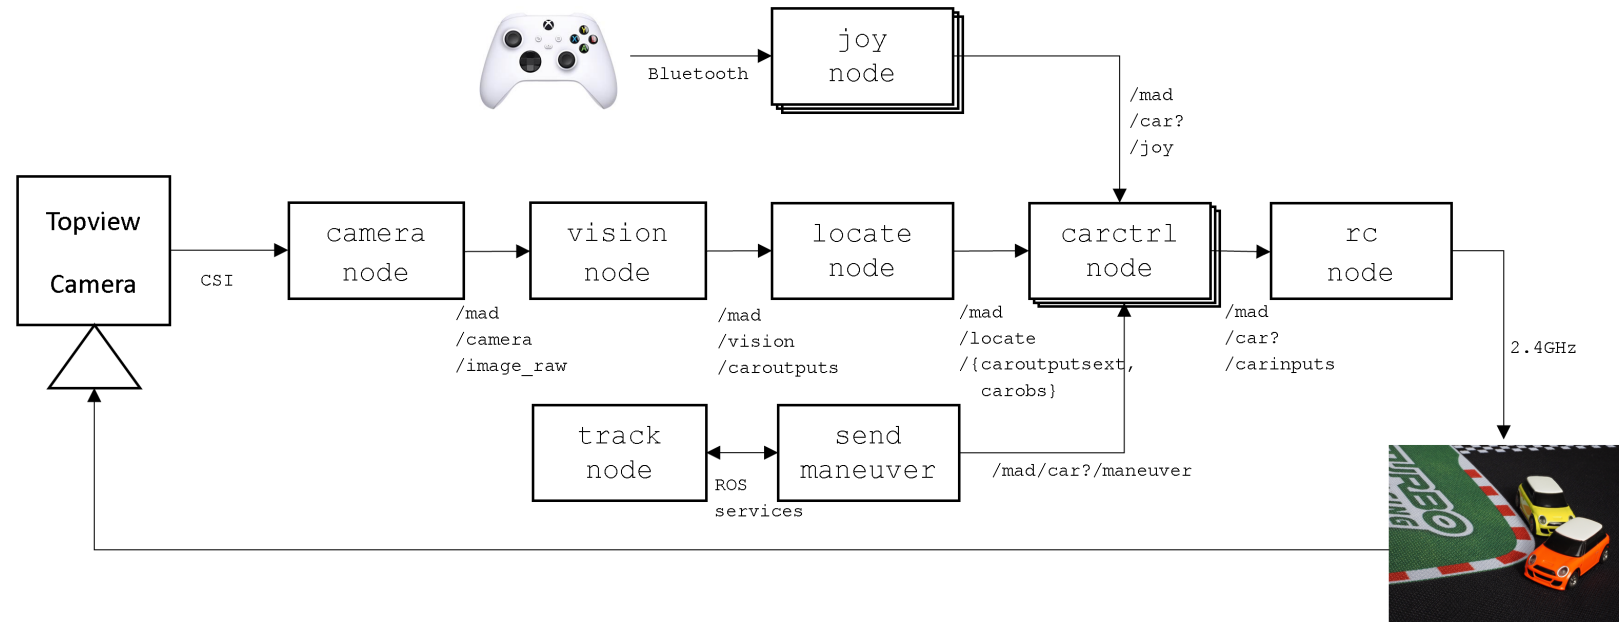 joy
node
Bluetooth
/mad
/car?
/joy
Topview
Camera
CSI
camera
node
/mad
/camera
/image_raw
vision
node
/mad
/vision
/caroutputs
locate
node
/mad
/locate
/{caroutputsext,
carobs}
carctrl
node
/mad
/car?
/carinputs
rc
node
2.4GHz
track
node
ROS
services
send
maneuver
/mad/car?/maneuver
TURBO